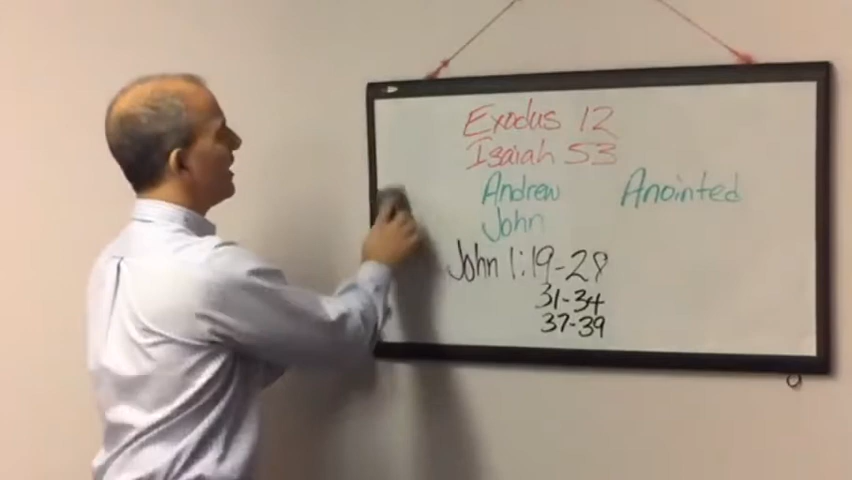 Exodus 12
Isaiah 53
Andrew Anointed
John
John 1:19-28
31-34
37-39